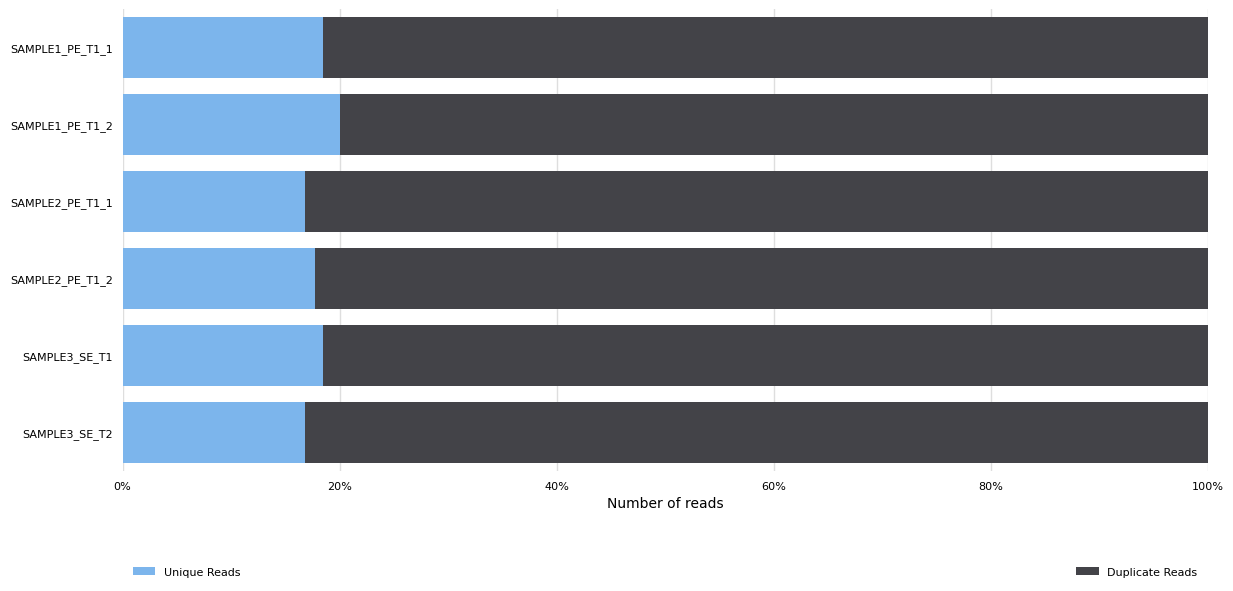 SAMPLE1_PE_T1_1
SAMPLE1_PE_T1_2
SAMPLE2_PE_T1_1
SAMPLE2_PE_T1_2
SAMPLE3_SE_T1
SAMPLE3_SE_T2
0% 20% 40% 60% 80% 100%
Number of reads
Unique Reads Duplicate Reads